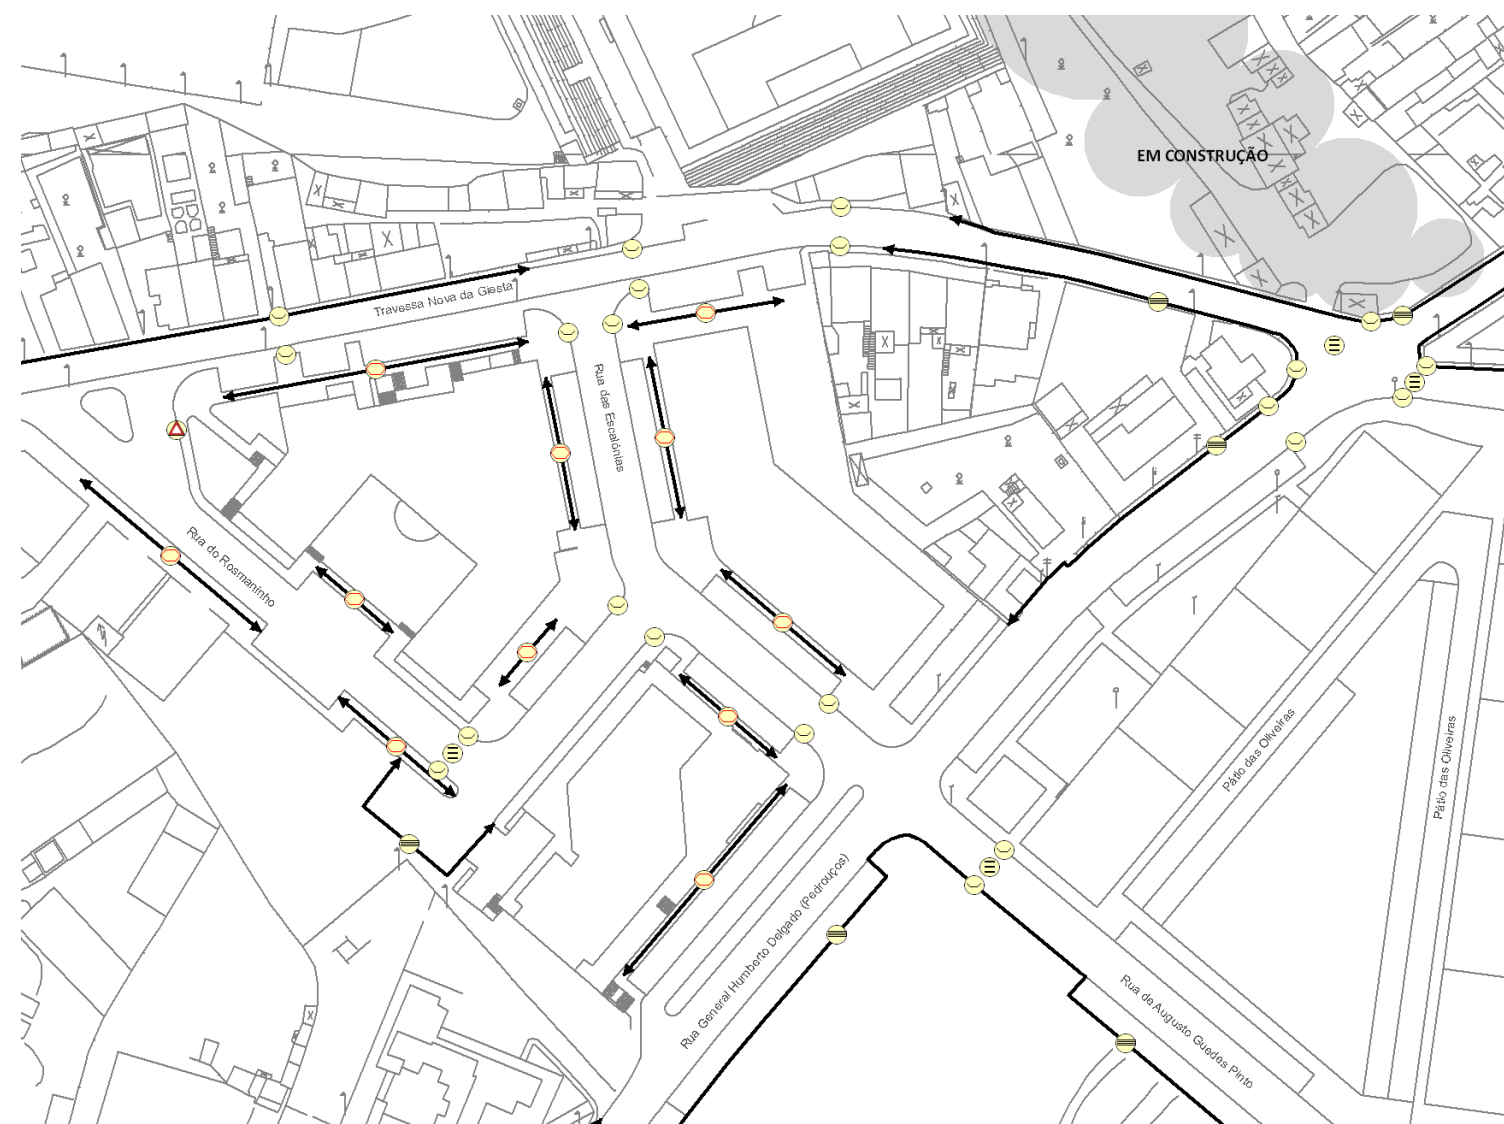 EM CONSTRUÇÃO
Travessa Nova da Giesta
Rua das Escalónias
Rua do Rosmaninho
Pátio das Oliveiras
Pátio das Oliveiras
Rua General Humberto Delgado (Pedrouços)
Rua de Augusto Guedes Pinto